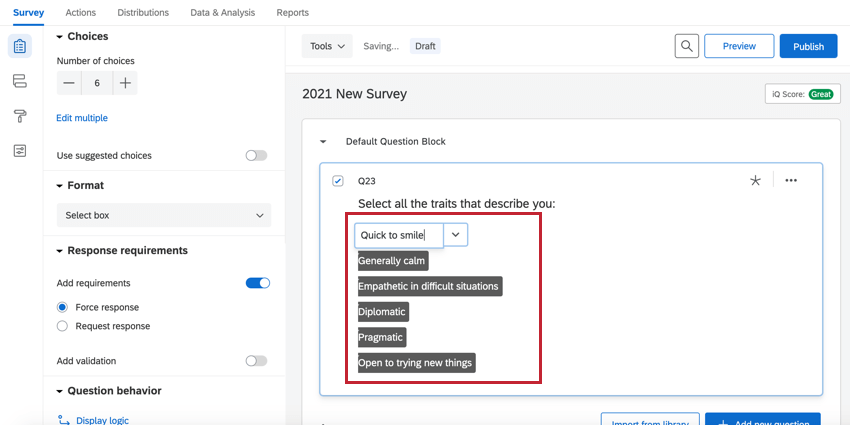 Survey Actions Distributions Data & Analysis Reports
Choices
Number of choices
6
Edit multiple
Use suggested choices
Format
Select box
Response requirements
Add requirements
Force response
Request response
Add validation
Question behavior
Display logic
Tools Saving... Draft Preview Publish
2021 New Survey iQ Score: Great
Default Question Block
Q23
Select all the traits that describe you:
Quick to smile
Generally calm
Empathetic in difficult situations
Diplomatic
Pragmatic
Open to trying new things
Import from library Add new question